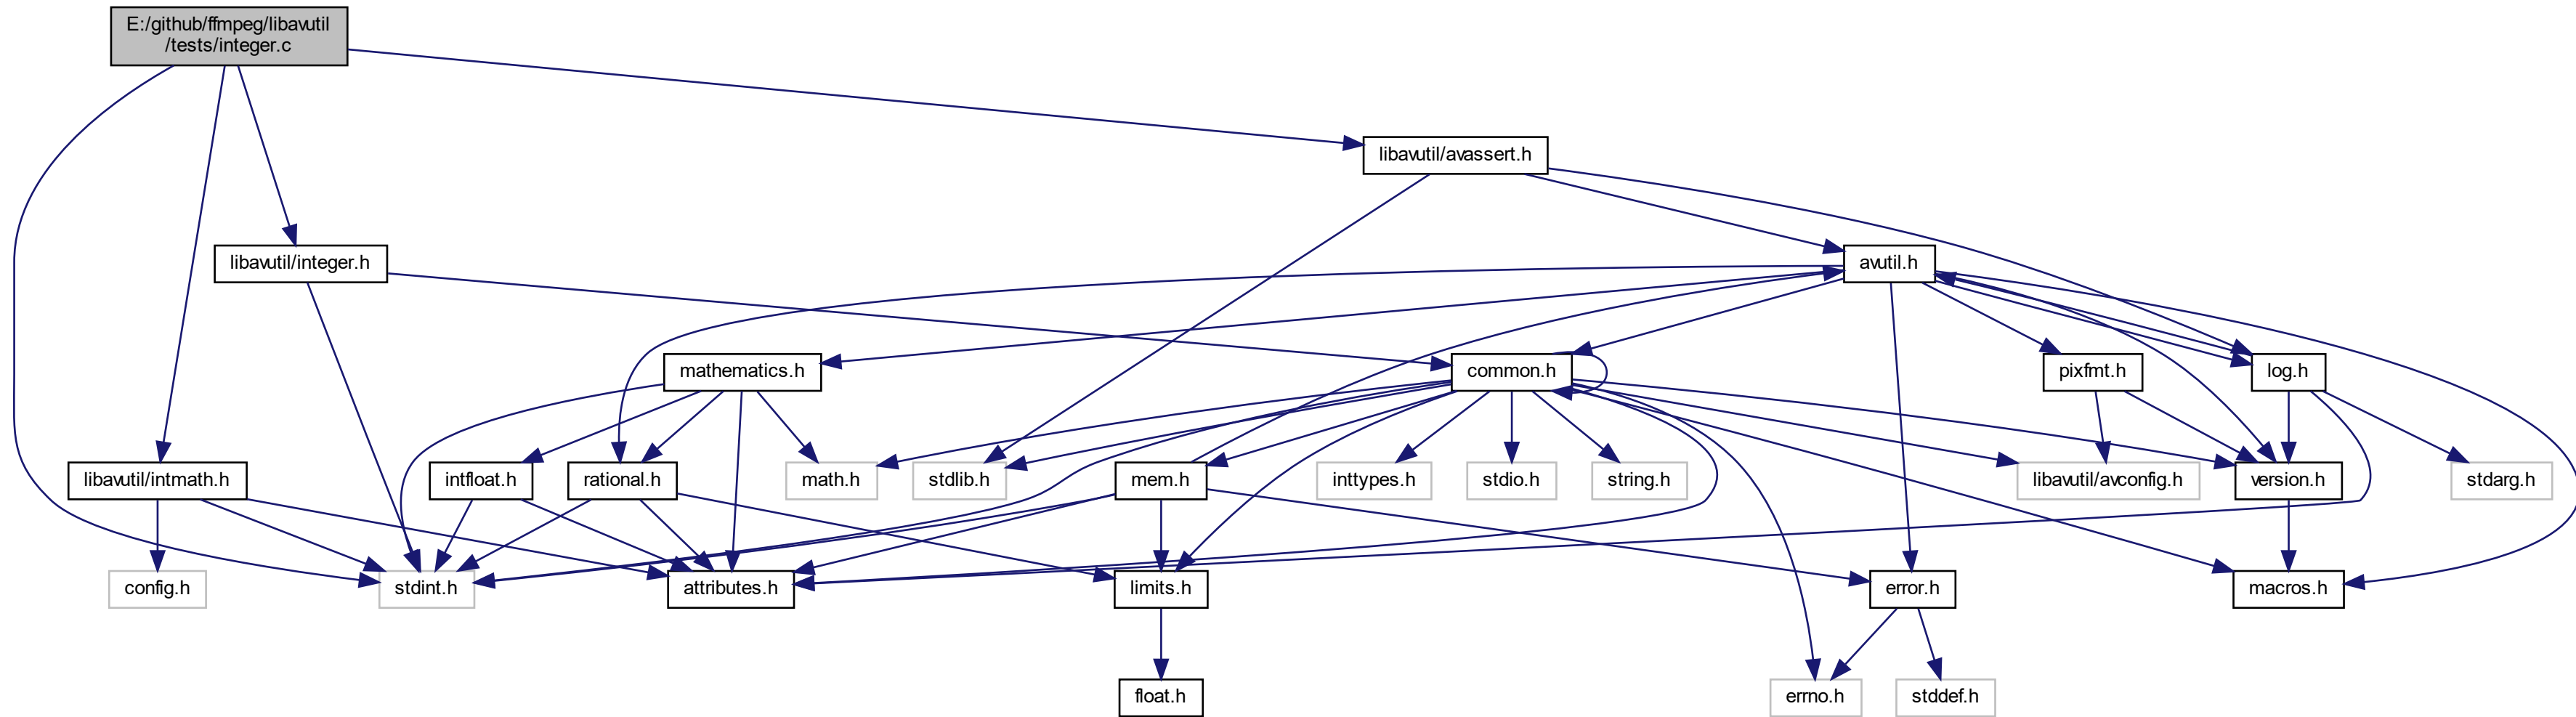 E:/github/ffmpeg/libavutil
/tests/integer.c
libavutil/avassert.h
libavutil/integer.h
avutil.h
mathematics.h
common.h
pixfmt.h
log.h
libavutil/intmath.h
intfloat.h
rational.h
math.h
stdlib.h
mem.h
inttypes.h
stdio.h
string.h
libavutil/avconfig.h
version.h
stdarg.h
config.h
stdint.h
attributes.h
limits.h
error.h
macros.h
float.h
errno.h
stddef.h